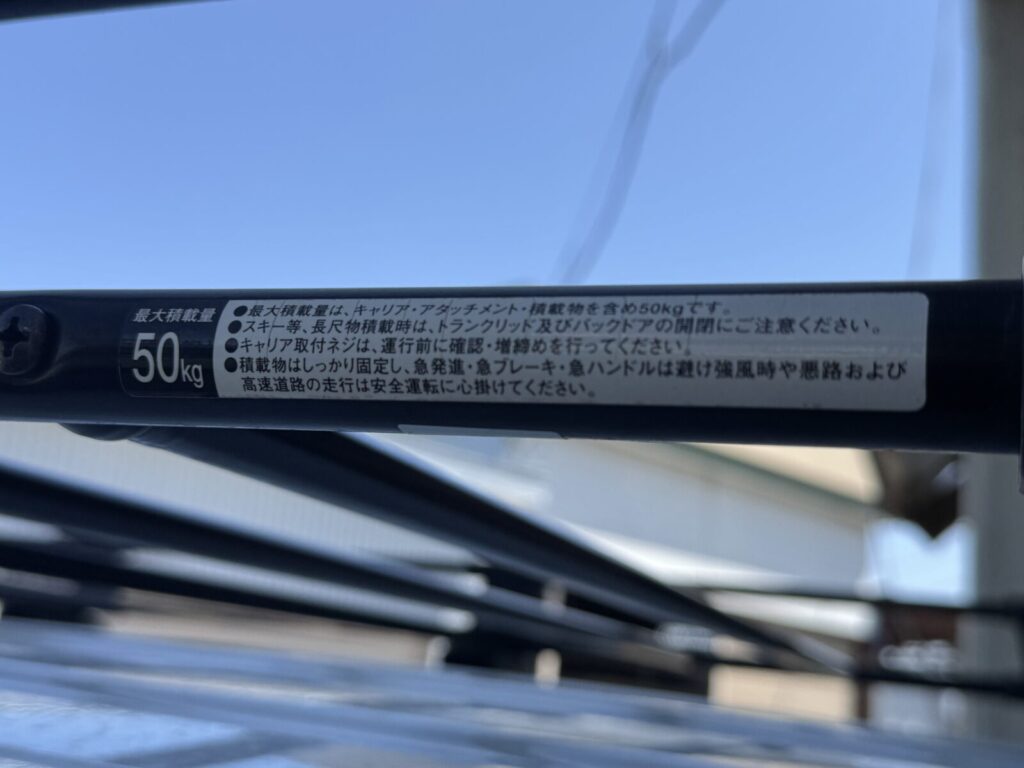 最大積載量
50kg
●最大積載量は、キャリア・アタッチメント・積載物を含め50kgです。
●スキー等、長尺物積載時は、トランクリッド及びバックドアの開閉にご注意ください。
●キャリア取付ネジは、運行前に確認・増締めを行ってください。
●積載物はしっかり固定し、急発進・急ブレーキ・急ハンドルは避け強風時や悪路および
高速道路の走行は安全運転に心掛けてください。